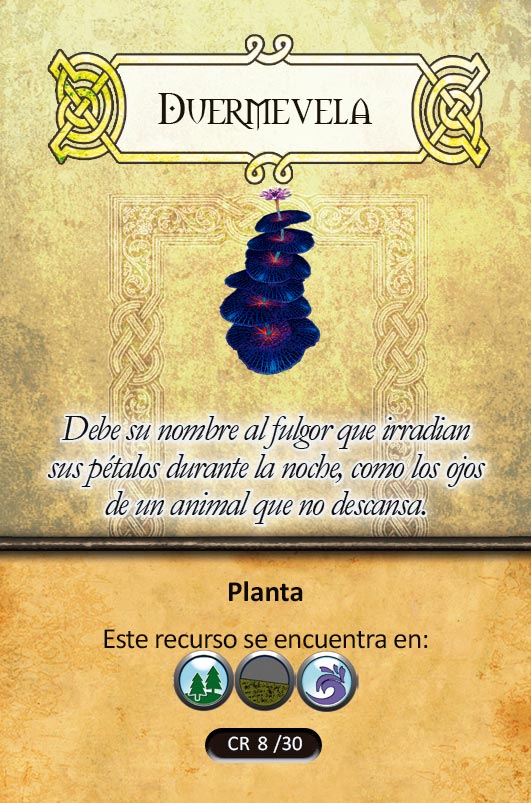 Duermevela
Debe su nombre al fulgor que irradian
sus pétalos durante la noche, como los ojos
de un animal que no descansa.
Planta
Este recurso se encuentra en:
CR 8 /30